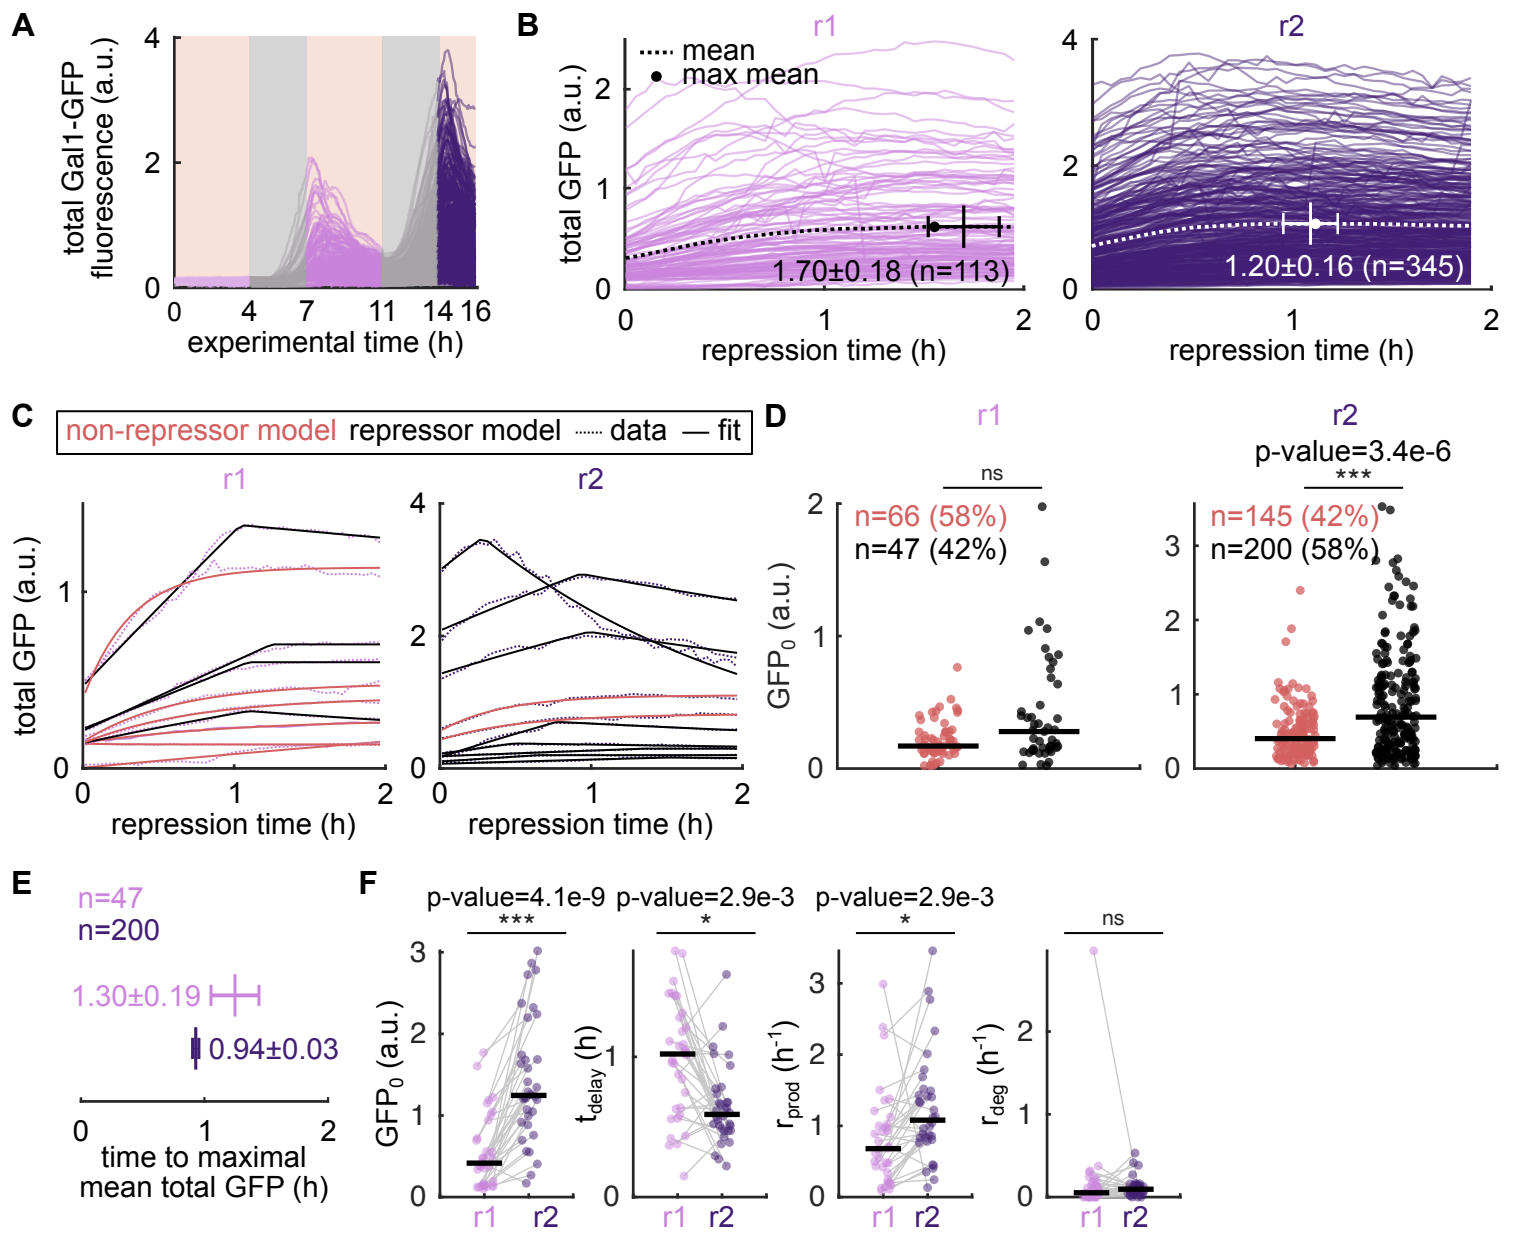 A
total Gal1-GFP
fluorescence (a.u.)
4
2
0
0 4 7 11 14 16
experimental time (h)
B
r1
mean
max mean
total GFP (a.u.)
2
1
0
1.70±0.18 (n=113)
0 1 2
repression time (h)
r2
4
2
0
1.20±0.16 (n=345)
0 1 2
repression time (h)
C
non-repressor model repressor model data fit
r1
total GFP (a.u.)
1
0
0 1 2
repression time (h)
r2
4
2
0
0 1 2
repression time (h)
D
r1
ns
n=66 (58%)
n=47 (42%)
GFP0 (a.u.)
2
1
0
r2
p-value=3.4e-6
***
n=145 (42%)
n=200 (58%)
3
2
1
0
E
n=47
n=200
1.30±0.19
0.94±0.03
0 1 2
time to maximal
mean total GFP (h)
F
p-value=4.1e-9
***
GFP0 (a.u.)
3
2
1
0
r1 r2
p-value=2.9e-3
*
tdelay (h)
1
0
r1 r2
p-value=2.9e-3
*
rprod (h-1)
3
2
1
0
r1 r2
ns
rdeg (h-1)
2
1
0
r1 r2